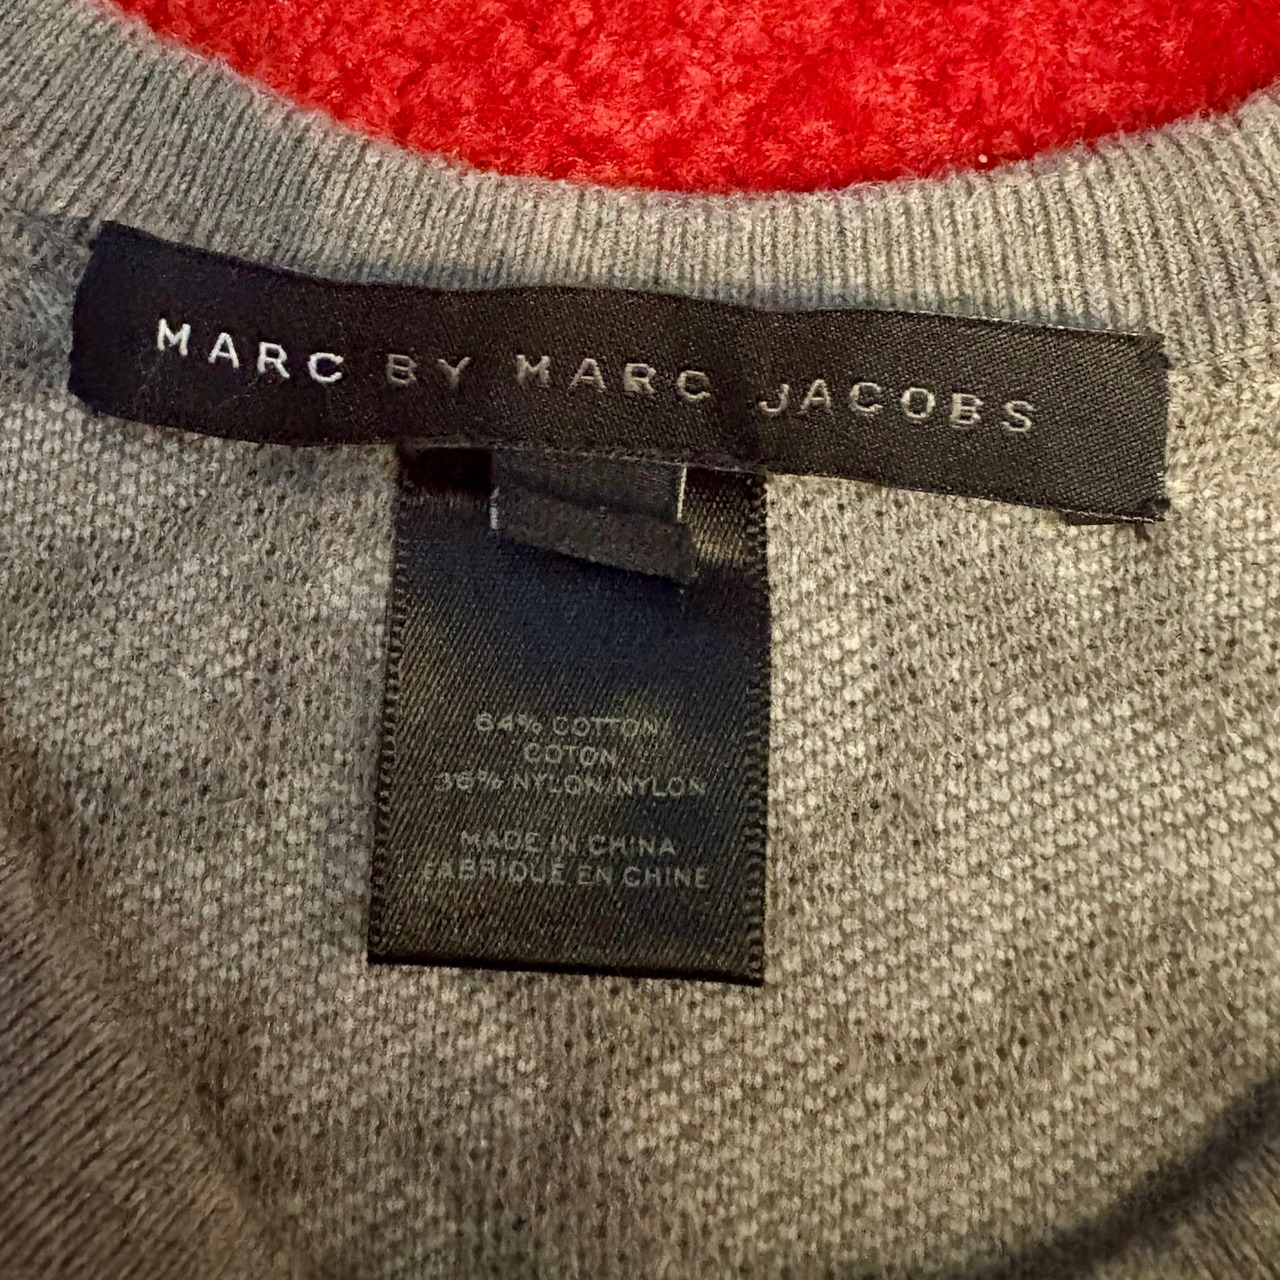 MARC BY MARC JACOBS
64% COTTON/
COTON
36% NYLON/NYLON
MADE IN CHINA
FABRIQUE EN CHINE